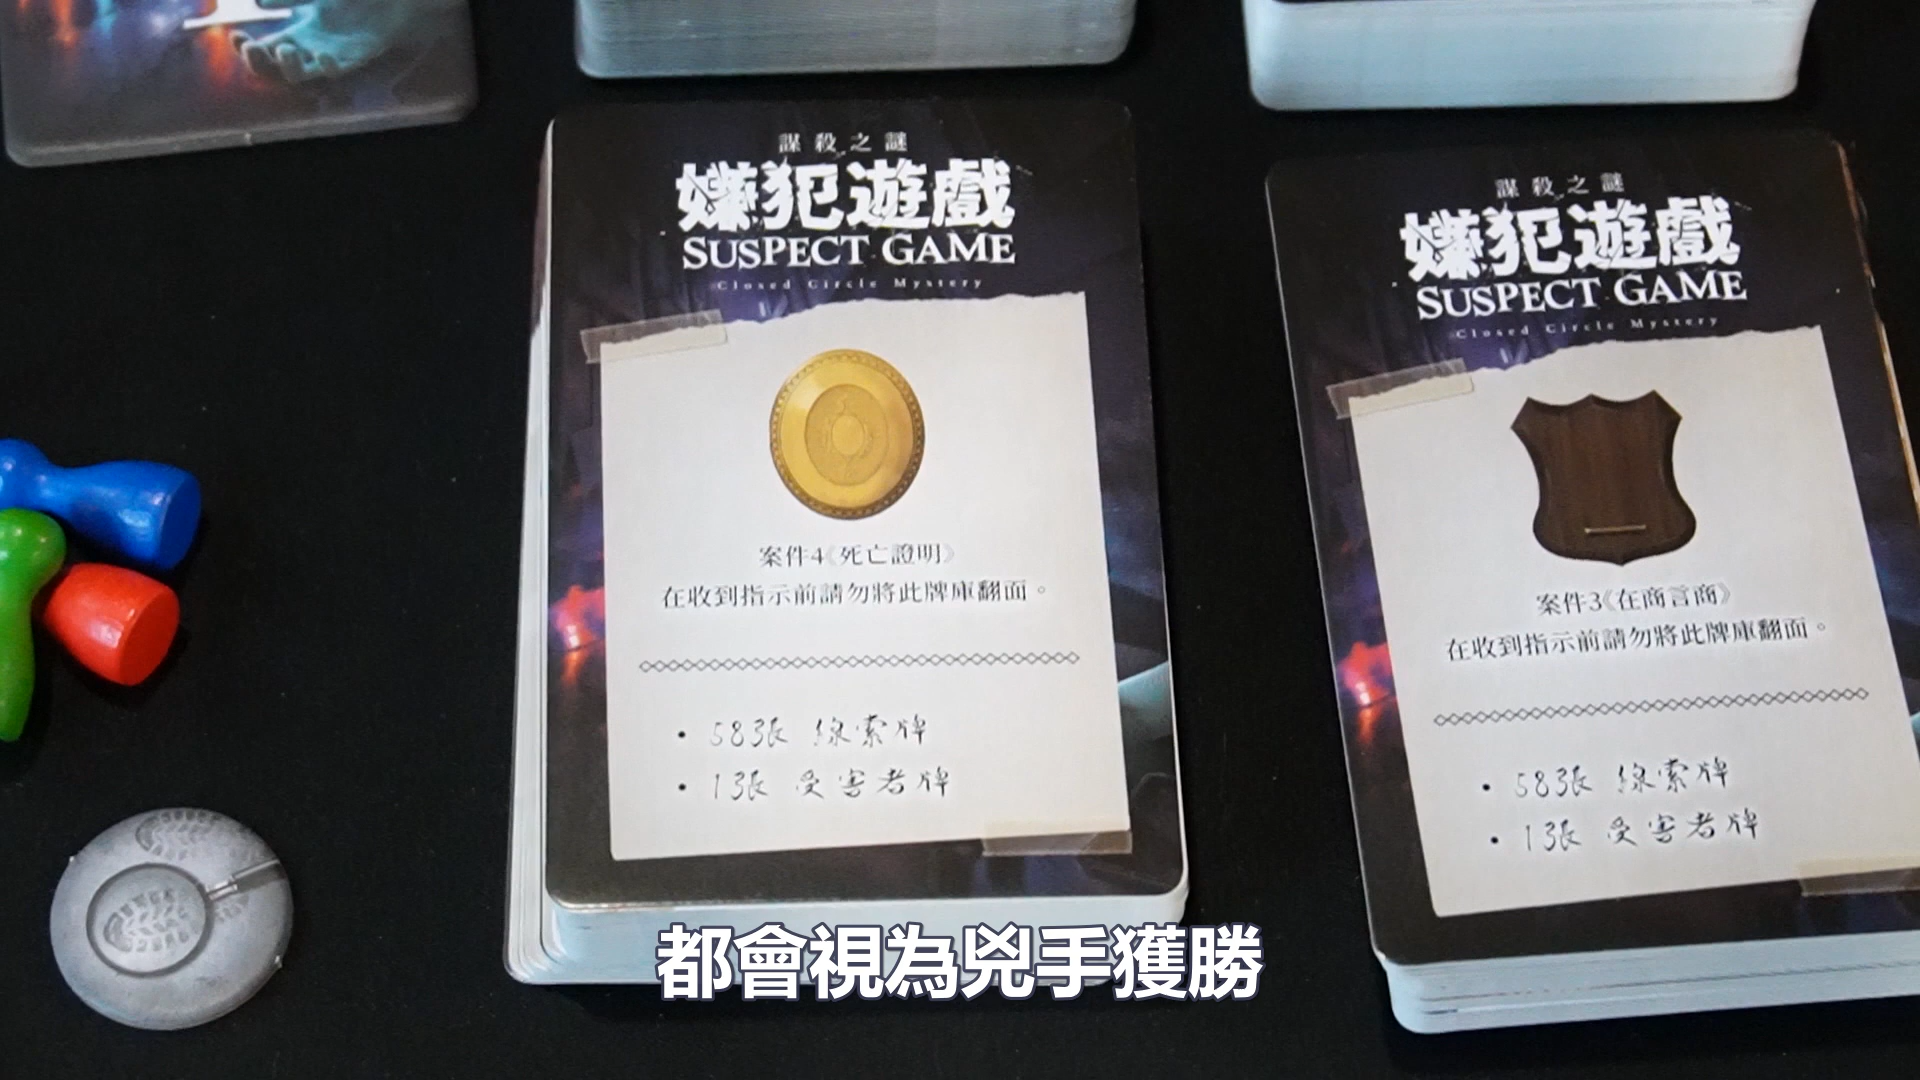 謀殺之謎
嫌犯遊戲
SUSPECT GAME
Closed Circle Mystery
案件4《死亡證明》
在收到指示前請勿將此牌庫翻面。
• 583張 線索牌
• 13張 受害者牌
謀殺之謎
嫌犯遊戲
SUSPECT GAME
Closed Circle Mystery
案件3《在商言商》
在收到指示前請勿將此牌庫翻面。
• 583張 線索牌
• 13張 受害者牌
都會視為兇手獲勝